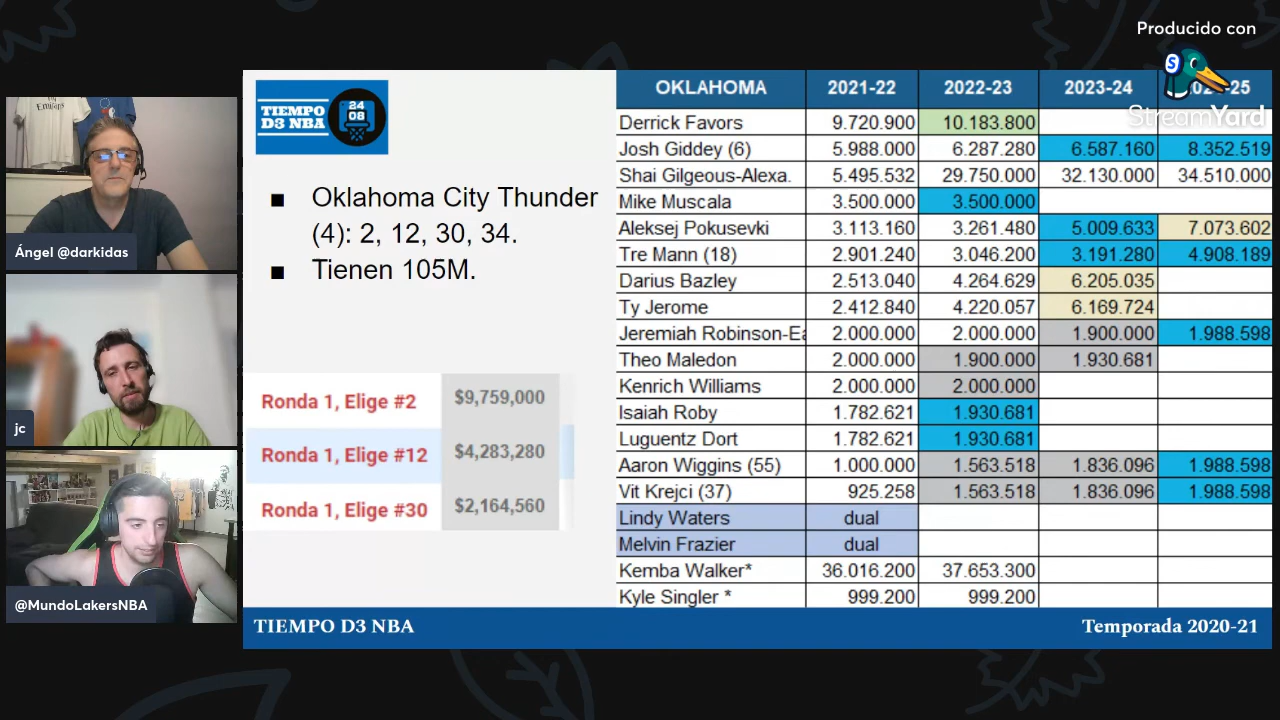 Producido con
StreamYard
TIEMPO
D3 NBA
24
08
■ Oklahoma City Thunder
(4): 2, 12, 30, 34.
■ Tienen 105M.
Ronda 1, Elige #2 $9,759,000
Ronda 1, Elige #12 $4,283,280
Ronda 1, Elige #30 $2,164,560
OKLAHOMA 2021-22 2022-23 2023-24 -25
Derrick Favors 9.720.900 10.183.800
Josh Giddey (6) 5.988.000 6.287.280 6.587.160 8.352.519
Shai Gilgeous-Alexa. 5.495.532 29.750.000 32.130.000 34.510.000
Mike Muscala 3.500.000 3.500.000
Aleksej Pokusevki 3.113.160 3.261.480 5.009.633 7.073.602
Tre Mann (18) 2.901.240 3.046.200 3.191.280 4.908.189
Darius Bazley 2.513.040 4.264.629 6.205.035
Ty Jerome 2.412.840 4.220.057 6.169.724
Jeremiah Robinson-Ea 2.000.000 2.000.000 1.900.000 1.988.598
Theo Maledon 2.000.000 1.900.000 1.930.681
Kenrich Williams 2.000.000 2.000.000
Isaiah Roby 1.782.621 1.930.681
Luguentz Dort 1.782.621 1.930.681
Aaron Wiggins (55) 1.000.000 1.563.518 1.836.096 1.988.598
Vit Krejci (37) 925.258 1.563.518 1.836.096 1.988.598
Lindy Waters dual
Melvin Frazier dual
Kemba Walker* 36.016.200 37.653.300
Kyle Singler * 999.200 999.200
Ángel @darkidas
jc
@MundoLakersNBA
TIEMPO D3 NBA Temporada 2020-21